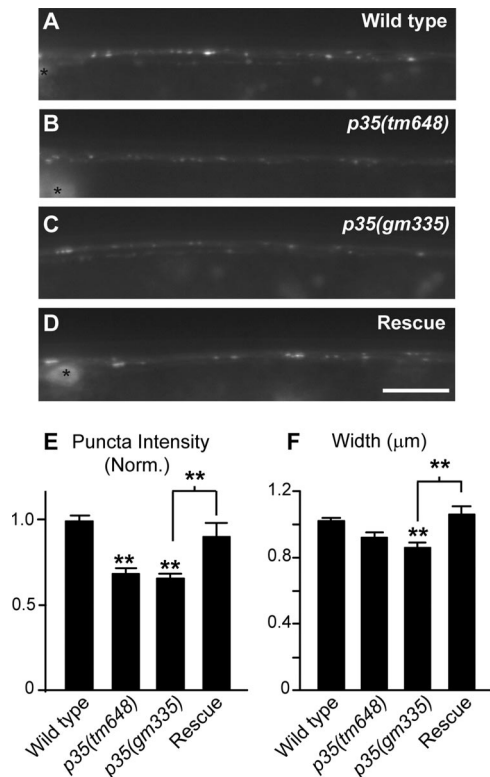 A Wild type
*
B p35(tm648)
*
C p35(gm335)
D Rescue
*
E Puncta Intensity
(Norm.)
**
** **
1.0
0.5
0
Wild type p35(tm648) p35(gm335) Rescue
F Width (μm)
**
**
1.2
0.8
0.4
0
Wild type p35(tm648) p35(gm335) Rescue